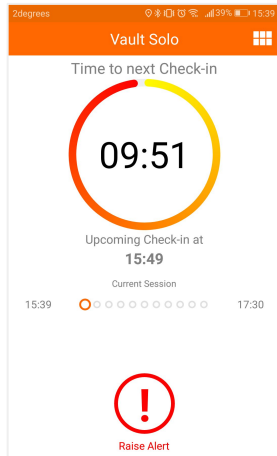 2degrees 39% 15:39
Vault Solo
Time to next Check-in
09:51
Upcoming Check-in at
15:49
Current Session
15:39 17:30
!
Raise Alert